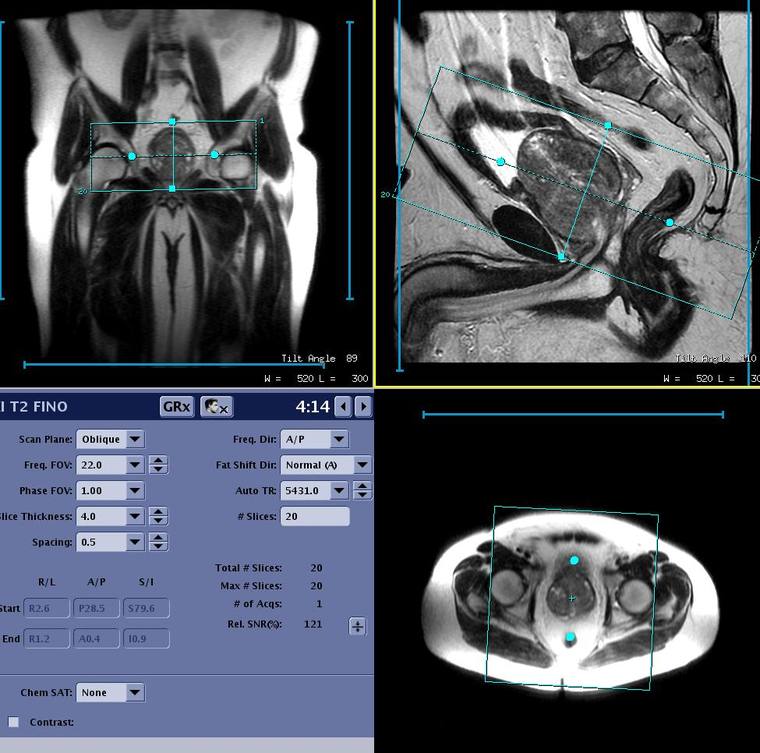 1
20
Tilt Angle 89
W = 520 L = 300
20
Tilt Angle 110
W = 520 L = 30
I T2 FINO
GRx
4:14
Scan Plane: Oblique
Freq. Dir: A/P
Freq. FOV: 22.0
Fat Shift Dir: Normal (A)
Phase FOV: 1.00
Auto TR: 5431.0
Slice Thickness: 4.0
# Slices: 20
Spacing: 0.5
Total # Slices: 20
Max # Slices: 20
# of Acqs: 1
Rel. SNR(%): 121
R/L A/P S/I
Start R2.6 P28.5 S79.6
End R1.2 A0.4 I0.9
Chem SAT: None
Contrast: